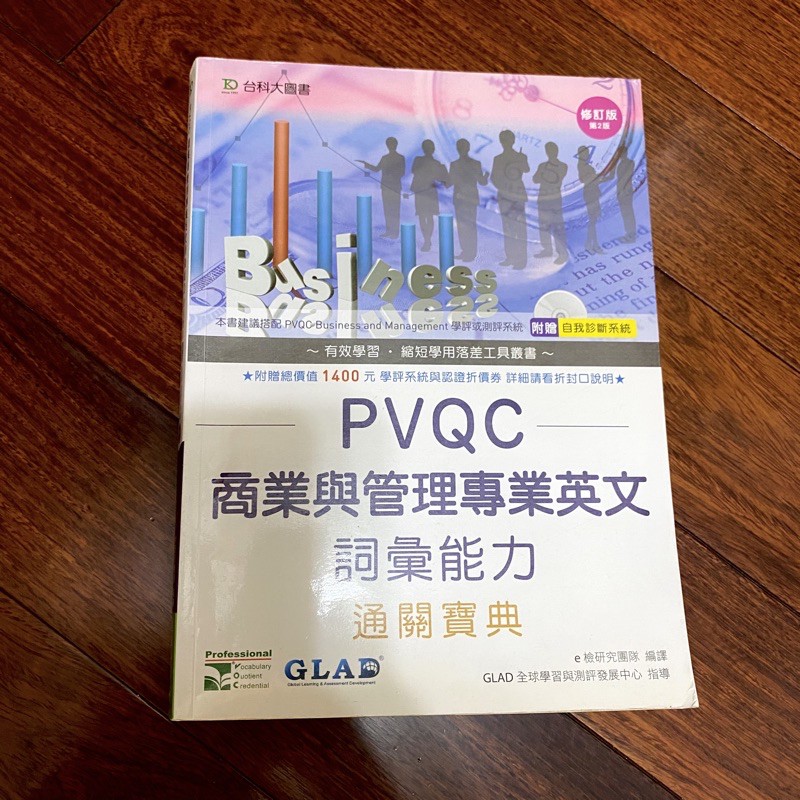 台科大圖書
修訂版
第2版
Business
本書建議搭配 PVQC Business and Management 學評或測評系統 附贈 自我診斷系統
～ 有效學習 · 縮短學用落差工具叢書 ～
★附贈總價值 1400 元 學評系統與認證折價券 詳細請看折封口說明★
PVQC
商業與管理專業英文
詞彙能力
通關寶典
e 檢研究團隊 編譯
GLAD 全球學習與測評發展中心 指導
Professional
Vocabulary
Quotient
Credential
GLAD®
Global Learning & Assessment Development